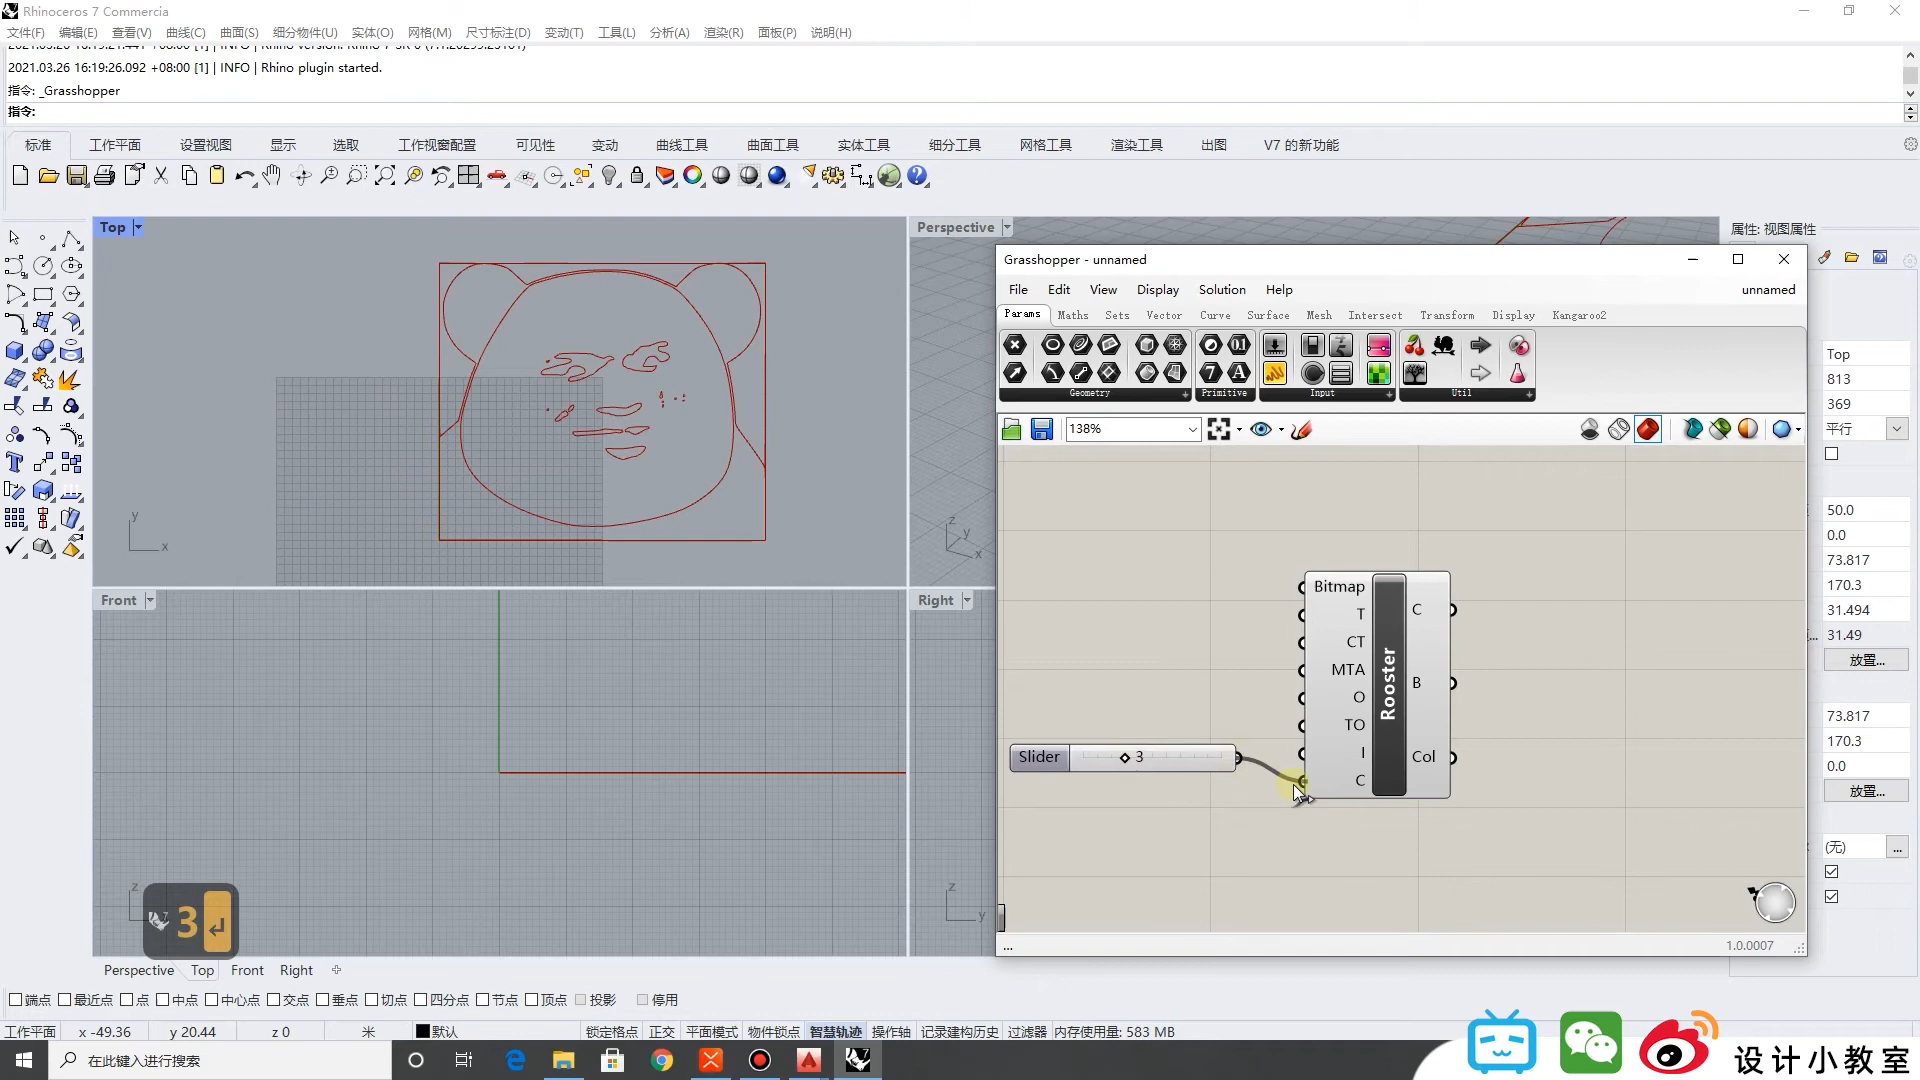 Rhinoceros 7 Commercia
文件(F) 编辑(E) 查看(V) 曲线(C) 曲面(S) 细分物件(U) 实体(O) 网格(M) 尺寸标注(D) 变动(T) 工具(L) 分析(A) 渲染(R) 面板(P) 说明(H)
2021.03.26 16:19:26.092 +08:00 [1] | INFO | Rhino plugin started.
指令: _Grasshopper
指令:
标准 工作平面 设置视图 显示 选取 工作视窗配置 可见性 变动 曲线工具 曲面工具 实体工具 细分工具 网格工具 渲染工具 出图 V7 的新功能
Top
Perspective
属性: 视图属性
Grasshopper - unnamed
File Edit View Display Solution Help unnamed
Params Maths Sets Vector Curve Surface Mesh Intersect Transform Display Kangaroo2
Geometry Primitive Input Util
138%
Top
813
369
平行
50.0
0.0
73.817
170.3
31.494
31.49
放置...
73.817
170.3
0.0
放置...
(无) ...
Bitmap
T
CT
MTA
O
TO
I
C
Rooster
C
B
Col
Slider 3
... 1.0.0007
y
x
z
y
x
Front
Right
z
z
y
3
Perspective Top Front Right
端点 最近点 点 中点 中心点 交点 垂点 切点 四分点 节点 顶点 投影 停用
工作平面 x -49.36 y 20.44 z 0 米 默认 锁定格点 正交 平面模式 物件锁点 智慧轨迹 操作轴 记录建构历史 过滤器 内存使用量: 583 MB
在此键入进行搜索
设计小教室